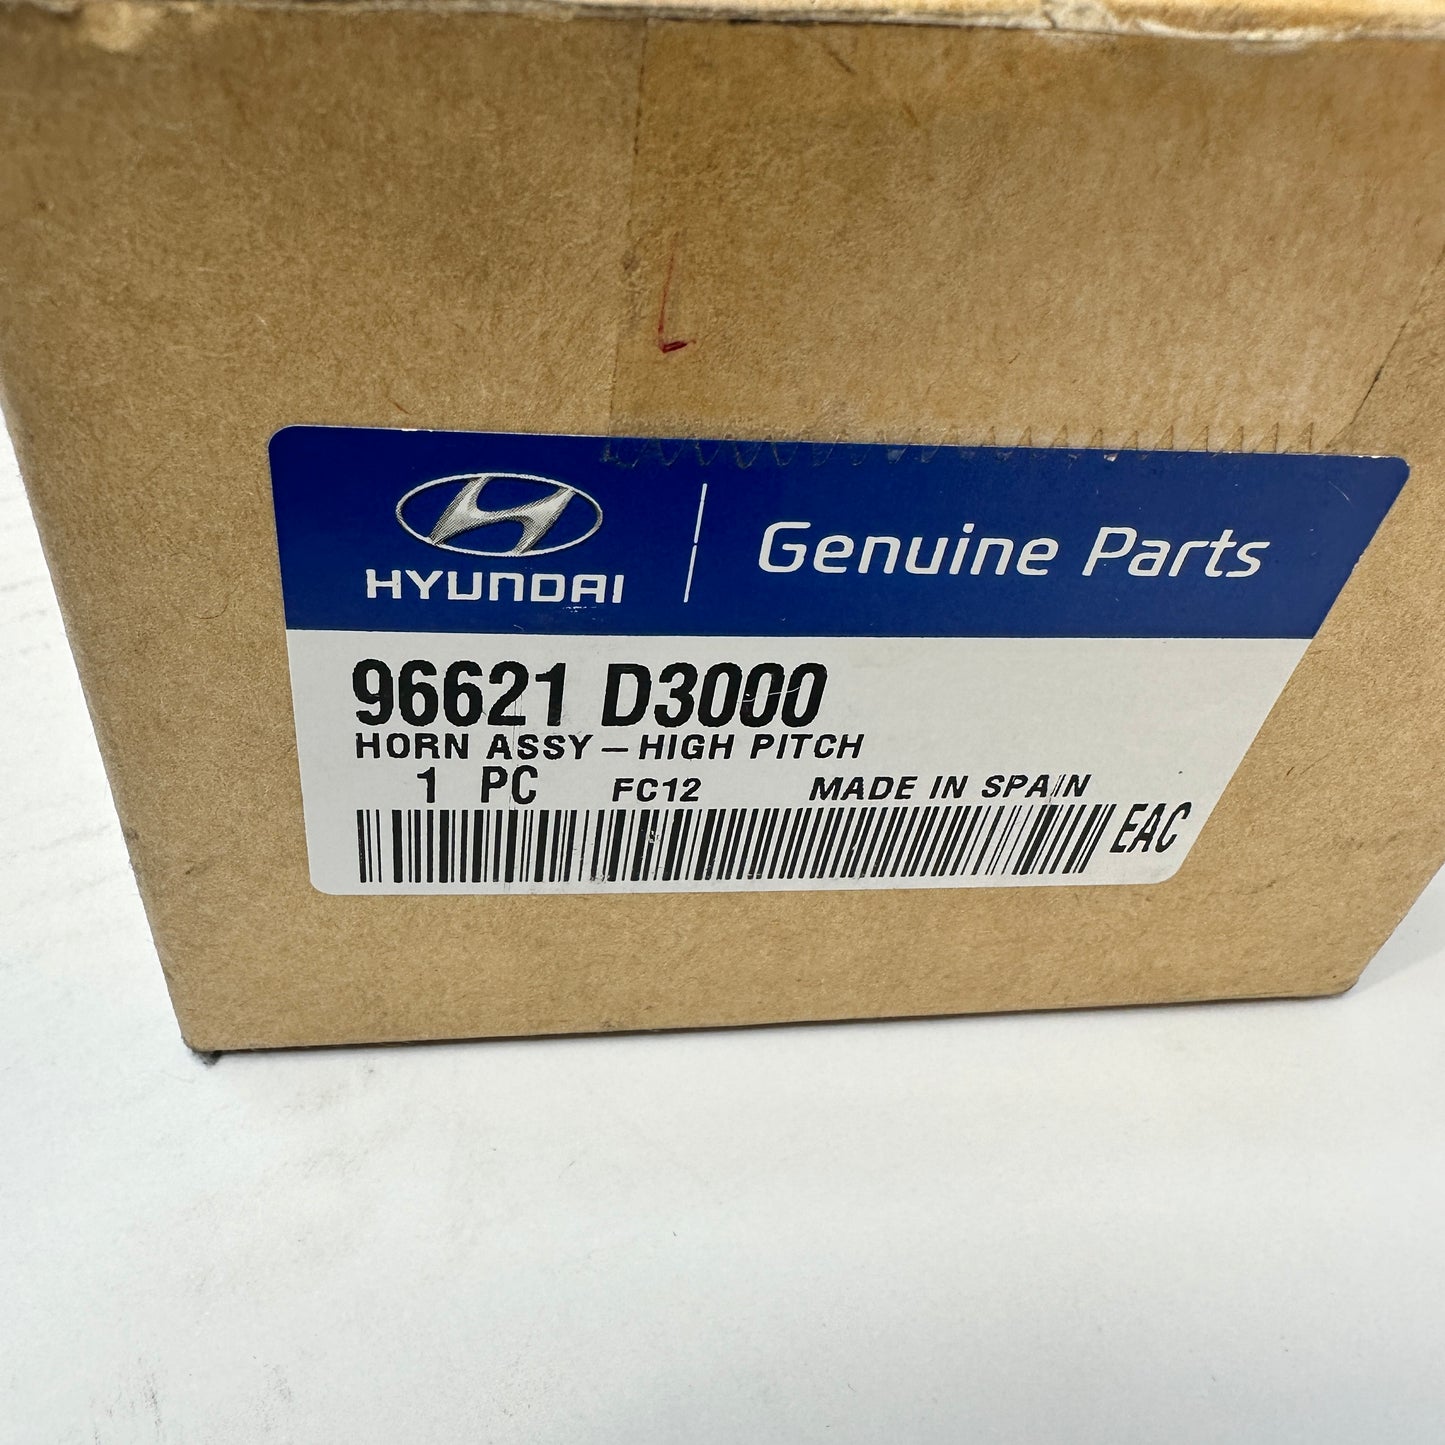 HYUNDAI
Genuine Parts
96621 D3000
HORN ASSY – HIGH PITCH
1 PC FC12 MADE IN SPAIN
EAC